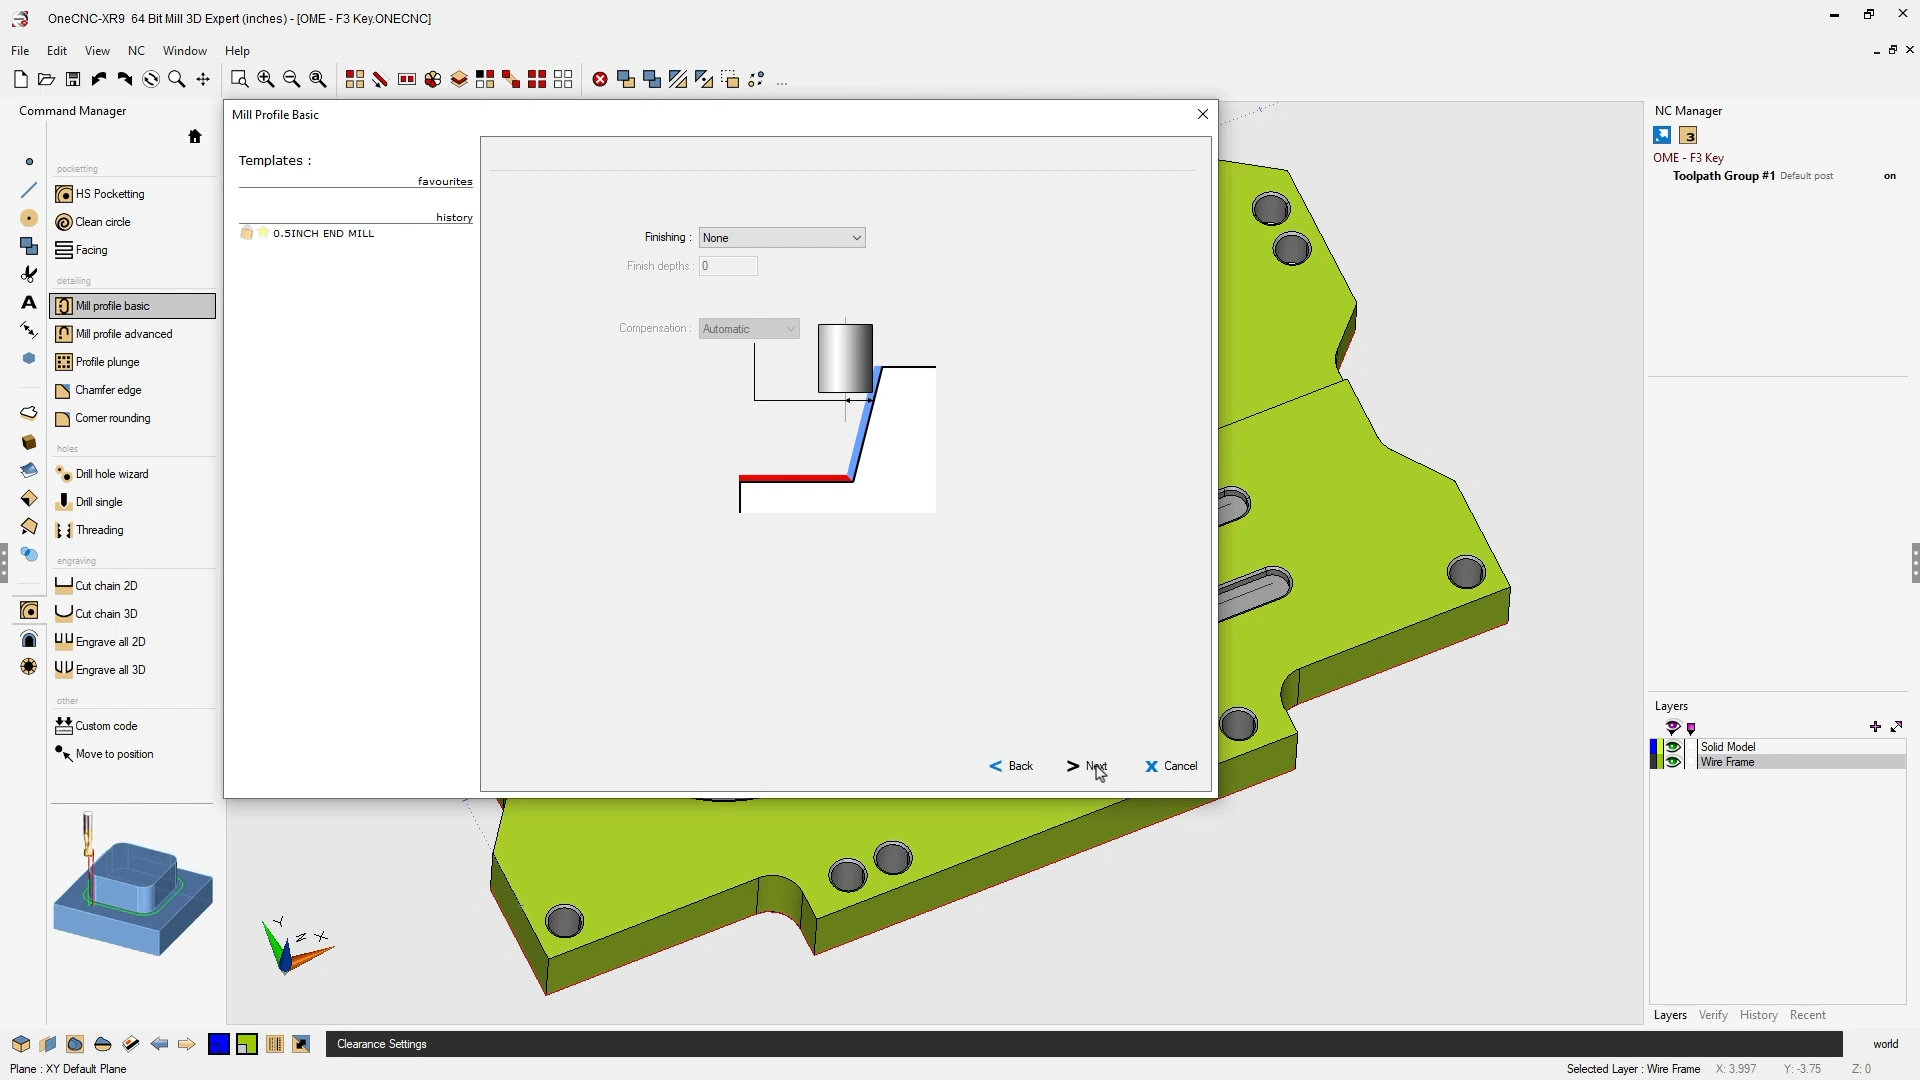 OneCNC-XR9 64 Bit Mill 3D Expert (inches) - [OME - F3 Key.ONECNC]
File Edit View NC Window Help
Command Manager
pocketting
HS Pocketting
Clean circle
Facing
detailing
Mill profile basic
Mill profile advanced
Profile plunge
Chamfer edge
Corner rounding
holes
Drill hole wizard
Drill single
Threading
engraving
Cut chain 2D
Cut chain 3D
Engrave all 2D
Engrave all 3D
other
Custom code
Move to position
Mill Profile Basic
Templates :
favourites
history
0.5INCH END MILL
Finishing : None
Finish depths : 0
Compensation : Automatic
< Back > Next X Cancel
Y Z X
NC Manager
3
OME - F3 Key
Toolpath Group #1 Default post on
Layers
Solid Model
Wire Frame
Layers Verify History Recent
Clearance Settings
world
Plane : XY Default Plane
Selected Layer : Wire Frame X: 3.997 Y: -3.75 Z: 0